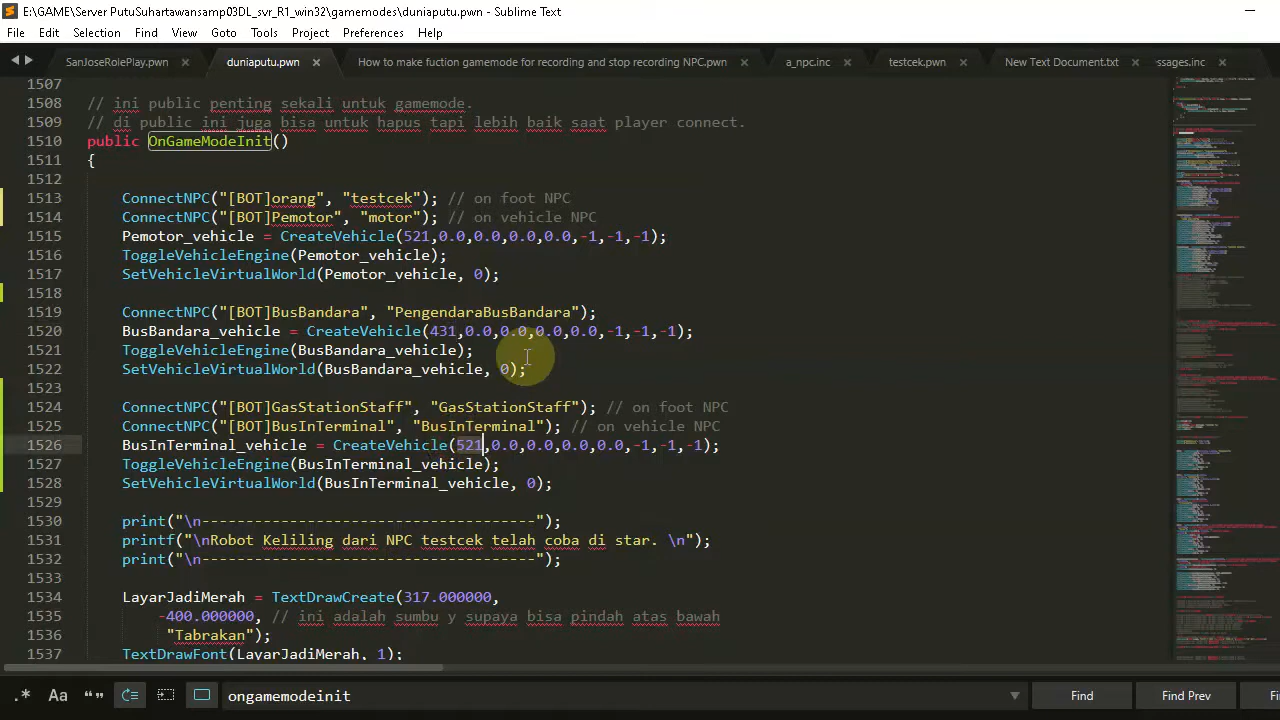 E:\GAME\Server PutuSuhartawansamp03DL_svr_R1_win32\gamemodes\duniaputu.pwn - Sublime Text
File Edit Selection Find View Goto Tools Project Preferences Help
SanJoseRolePlay.pwn duniaputu.pwn How to make fuction gamemode for recording and stop recording NPC.pwn a_npc.inc testcek.pwn New Text Document.txt ssages.inc
1507
1508 // ini public penting sekali untuk gamemode.
1509 // di public ini juga bisa untuk hapus tapi lebih baik saat player connect.
1510 public OnGameModeInit()
1511 {
1512
1513 ConnectNPC("[BOT]orang", "testcek"); // on foot NPC
1514 ConnectNPC("[BOT]Pemotor", "motor"); // on vehicle NPC
1515 Pemotor_vehicle = CreateVehicle(521,0.0,0.0,0.0,0.0,-1,-1,-1);
1516 ToggleVehicleEngine(Pemotor_vehicle);
1517 SetVehicleVirtualWorld(Pemotor_vehicle, 0);
1518
1519 ConnectNPC("[BOT]BusBandara", "PengendaraBusBandara");
1520 BusBandara_vehicle = CreateVehicle(431,0.0,0.0,0.0,0.0,-1,-1,-1);
1521 ToggleVehicleEngine(BusBandara_vehicle);
1522 SetVehicleVirtualWorld(BusBandara_vehicle, 0);
1523
1524 ConnectNPC("[BOT]GasStationStaff", "GasStationStaff"); // on foot NPC
1525 ConnectNPC("[BOT]BusInTerminal", "BusInTerminal"); // on vehicle NPC
1526 BusInTerminal_vehicle = CreateVehicle(521,0.0,0.0,0.0,0.0,-1,-1,-1);
1527 ToggleVehicleEngine(BusInTerminal_vehicle);
1528 SetVehicleVirtualWorld(BusInTerminal_vehicle, 0);
1529
1530 print("\n--------------------------------------");
1531 printf("\nRobot Keliling dari NPC testcek telah coba di star. \n");
1532 print("\n--------------------------------------");
1533
1534 LayarJadiMerah = TextDrawCreate(317.000000,
1535 -400.000000, // ini adalah sumbu y supaya bisa pindah atas bawah
1536 "Tabrakan");
1537 TextDrawFont(LayarJadiMerah, 1);
.* Aa “” ongamemodeinit Find Find Prev Fin